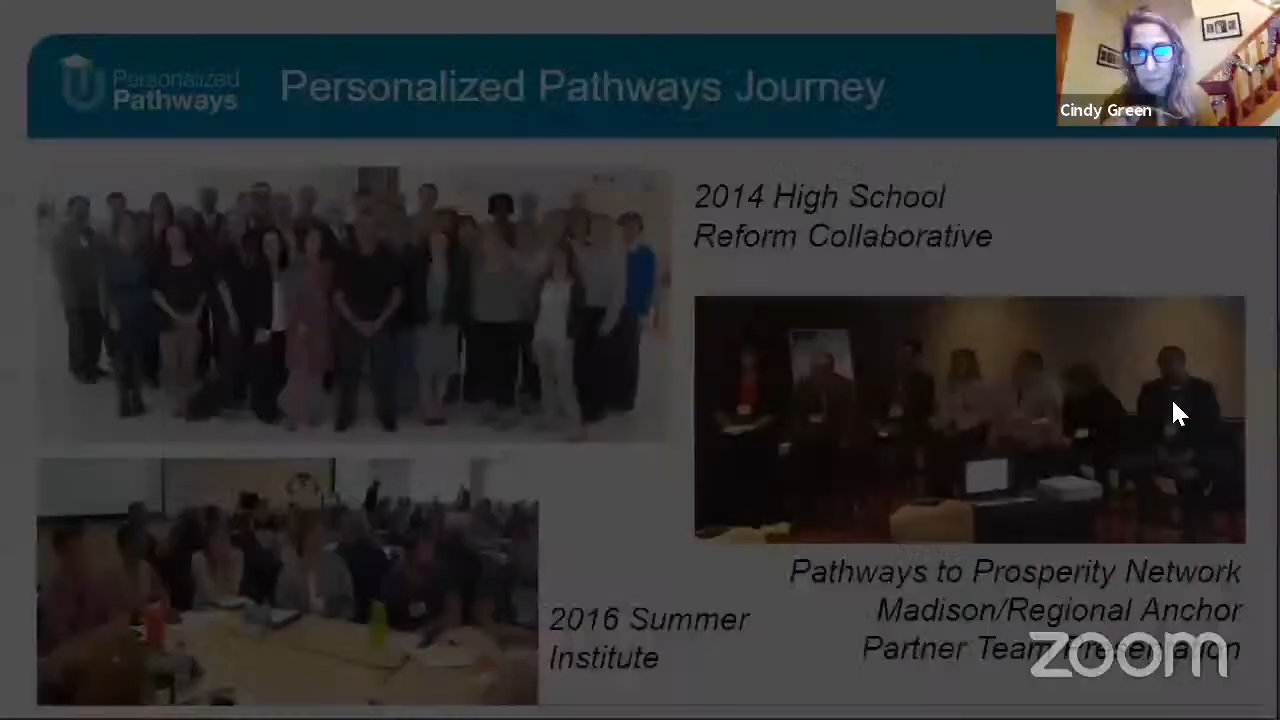 Personalized
Pathways
Personalized Pathways Journey
Cindy Green
2014 High School
Reform Collaborative
2016 Summer
Institute
Pathways to Prosperity Network
Madison/Regional Anchor
Partner Team Presentation
zoom